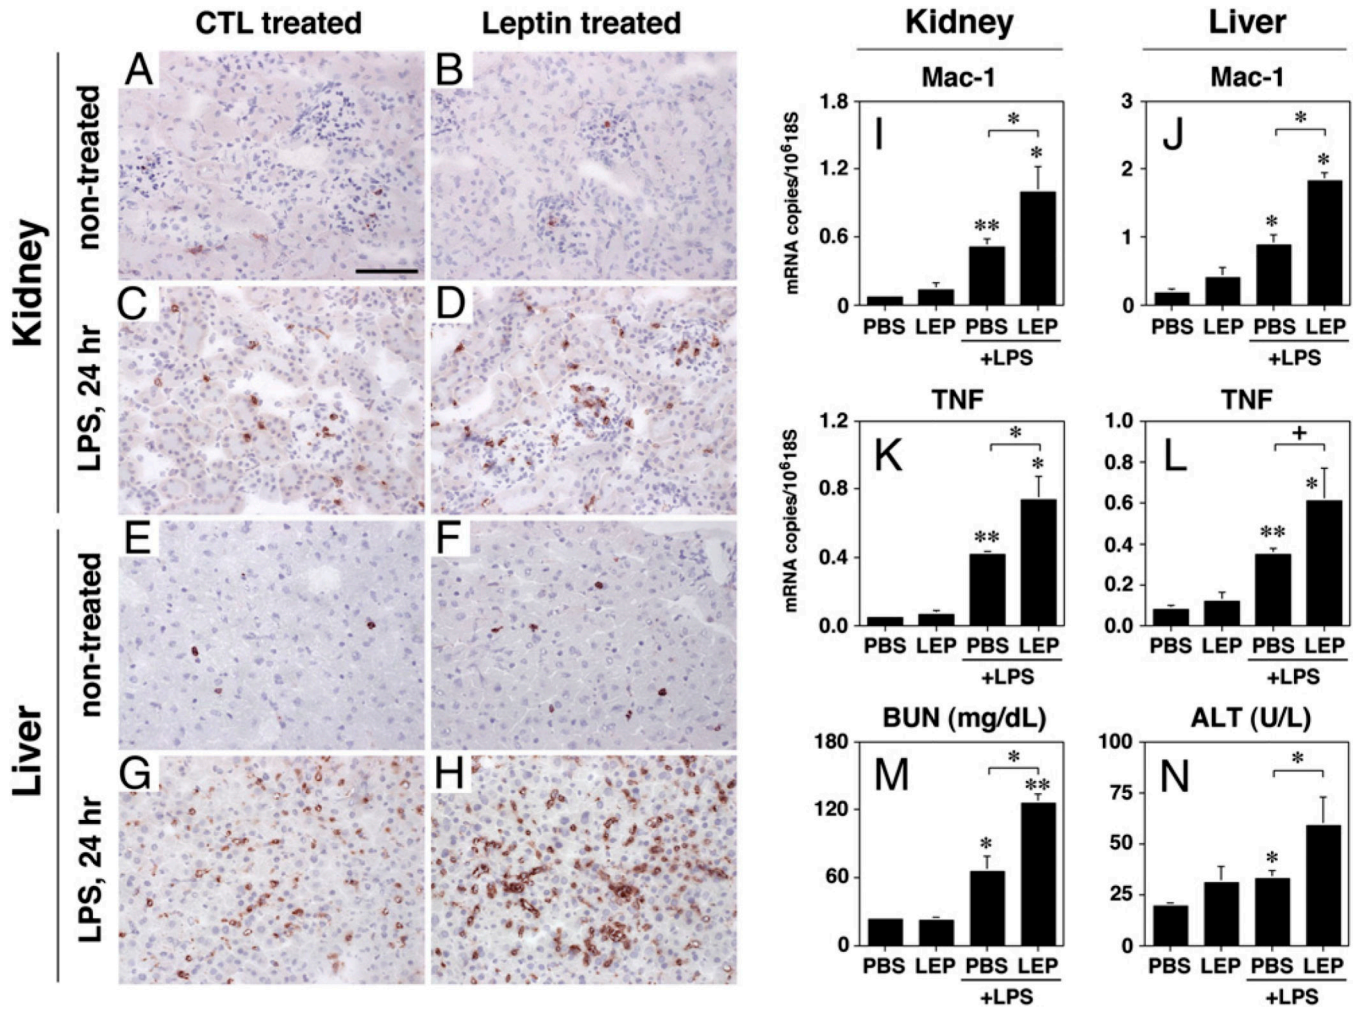 CTL treated
Leptin treated
Kidney
non-treated
A
B
LPS, 24 hr
C
D
Liver
non-treated
E
F
LPS, 24 hr
G
H
Kidney
Liver
Mac-1
mRNA copies/10⁶18S
1.8
1.2
0.6
0
I
*
**
*
PBS LEP PBS LEP
+LPS
Mac-1
3
2
1
0
J
*
*
*
PBS LEP PBS LEP
+LPS
TNF
mRNA copies/10⁶18S
1.2
0.8
0.4
0.0
K
*
**
*
PBS LEP PBS LEP
+LPS
TNF
1.0
0.8
0.6
0.4
0.2
0.0
L
+
**
*
PBS LEP PBS LEP
+LPS
BUN (mg/dL)
180
120
60
0
M
*
*
**
PBS LEP PBS LEP
+LPS
ALT (U/L)
100
75
50
25
0
N
*
*
PBS LEP PBS LEP
+LPS